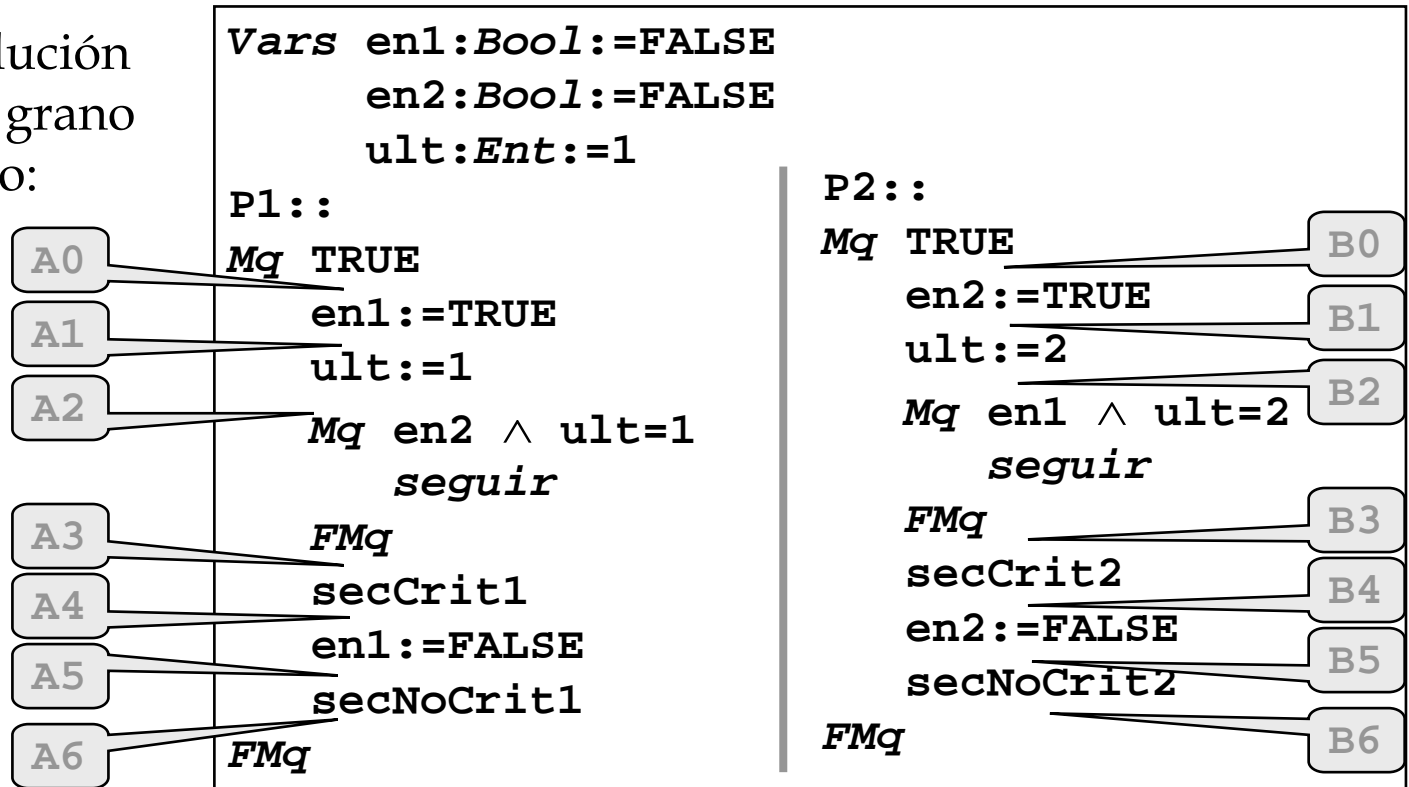 lución
grano
o:
Vars en1:Bool:=FALSE
en2:Bool:=FALSE
ult:Ent:=1
P1::
Mq TRUE
en1:=TRUE
ult:=1
Mq en2 ∧ ult=1
seguir
FMq
secCrit1
en1:=FALSE
secNoCrit1
FMq
A0
A1
A2
A3
A4
A5
A6
P2::
Mq TRUE
en2:=TRUE
ult:=2
Mq en1 ∧ ult=2
seguir
FMq
secCrit2
en2:=FALSE
secNoCrit2
FMq
B0
B1
B2
B3
B4
B5
B6